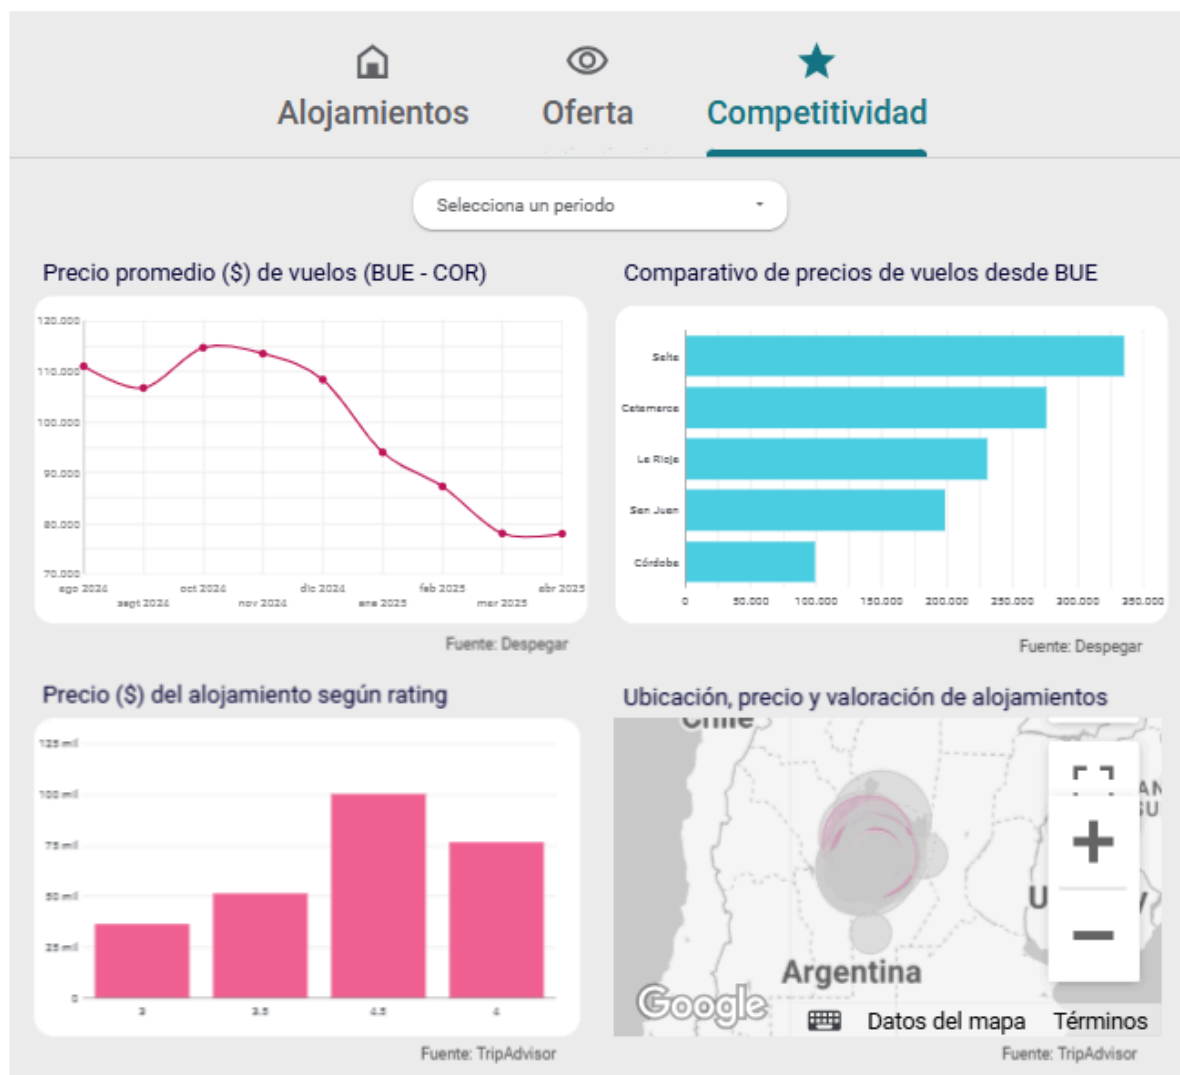 Alojamientos
Oferta
Competitividad
Selecciona un periodo
Precio promedio ($) de vuelos (BUE - COR)
120.000
110.000
100.000
90.000
80.000
70.000
ago 2024
sept 2024
oct 2024
nov 2024
dic 2024
ene 2025
feb 2025
mar 2025
abr 2025
Fuente: Despegar
Comparativo de precios de vuelos desde BUE
Salta
Catamarca
La Rioja
San Juan
Córdoba
0
50.000
100.000
150.000
200.000
250.000
300.000
350.000
Fuente: Despegar
Precio ($) del alojamiento según rating
125 mil
100 mil
75 mil
50 mil
25 mil
0
3
3.5
4.5
4
Fuente: TripAdvisor
Ubicación, precio y valoración de alojamientos
Chile
Argentina
Google
Datos del mapa
Términos
Fuente: TripAdvisor